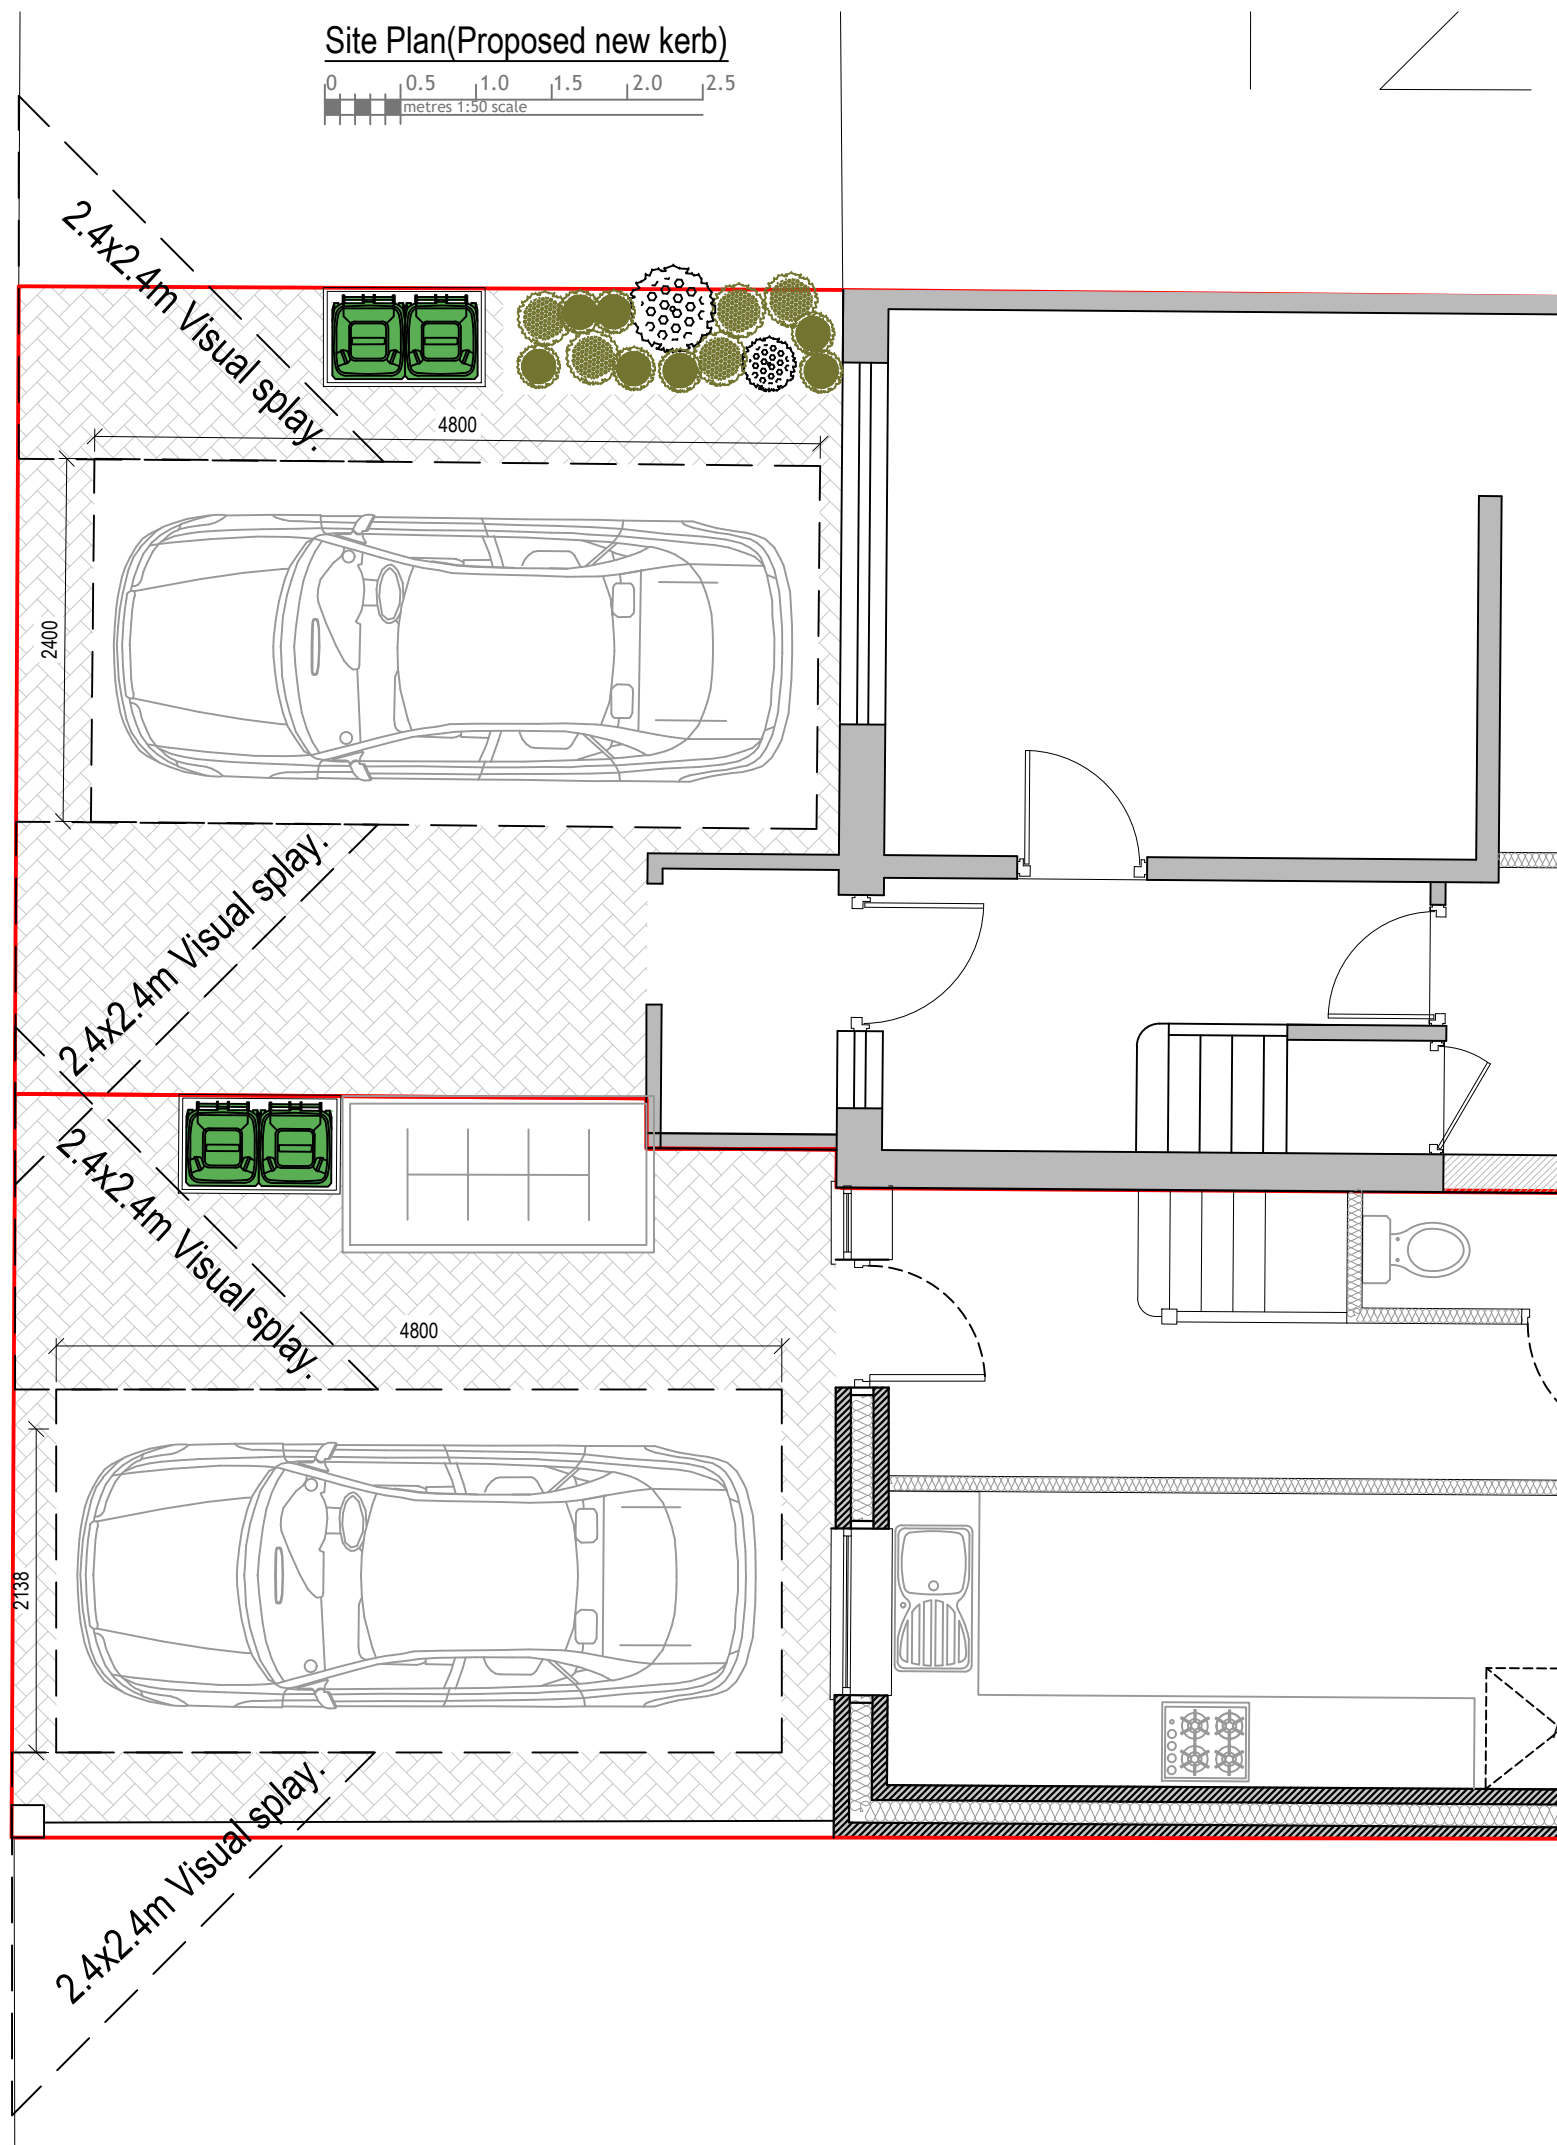 Site Plan(Proposed new kerb)
0 0.5 1.0 1.5 2.0 2.5
metres 1:50 scale
2.4x2.4m Visual splay.
4800
2400
2.4x2.4m Visual splay.
2.4x2.4m Visual splay.
4800
2138
2.4x2.4m Visual splay.